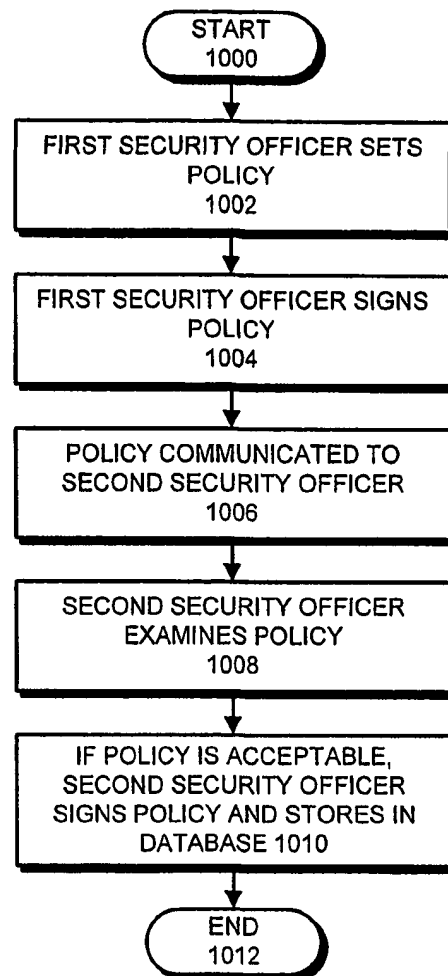 START
1000
FIRST SECURITY OFFICER SETS
POLICY
1002
FIRST SECURITY OFFICER SIGNS
POLICY
1004
POLICY COMMUNICATED TO
SECOND SECURITY OFFICER
1006
SECOND SECURITY OFFICER
EXAMINES POLICY
1008
IF POLICY IS ACCEPTABLE,
SECOND SECURITY OFFICER
SIGNS POLICY AND STORES IN
DATABASE 1010
END
1012